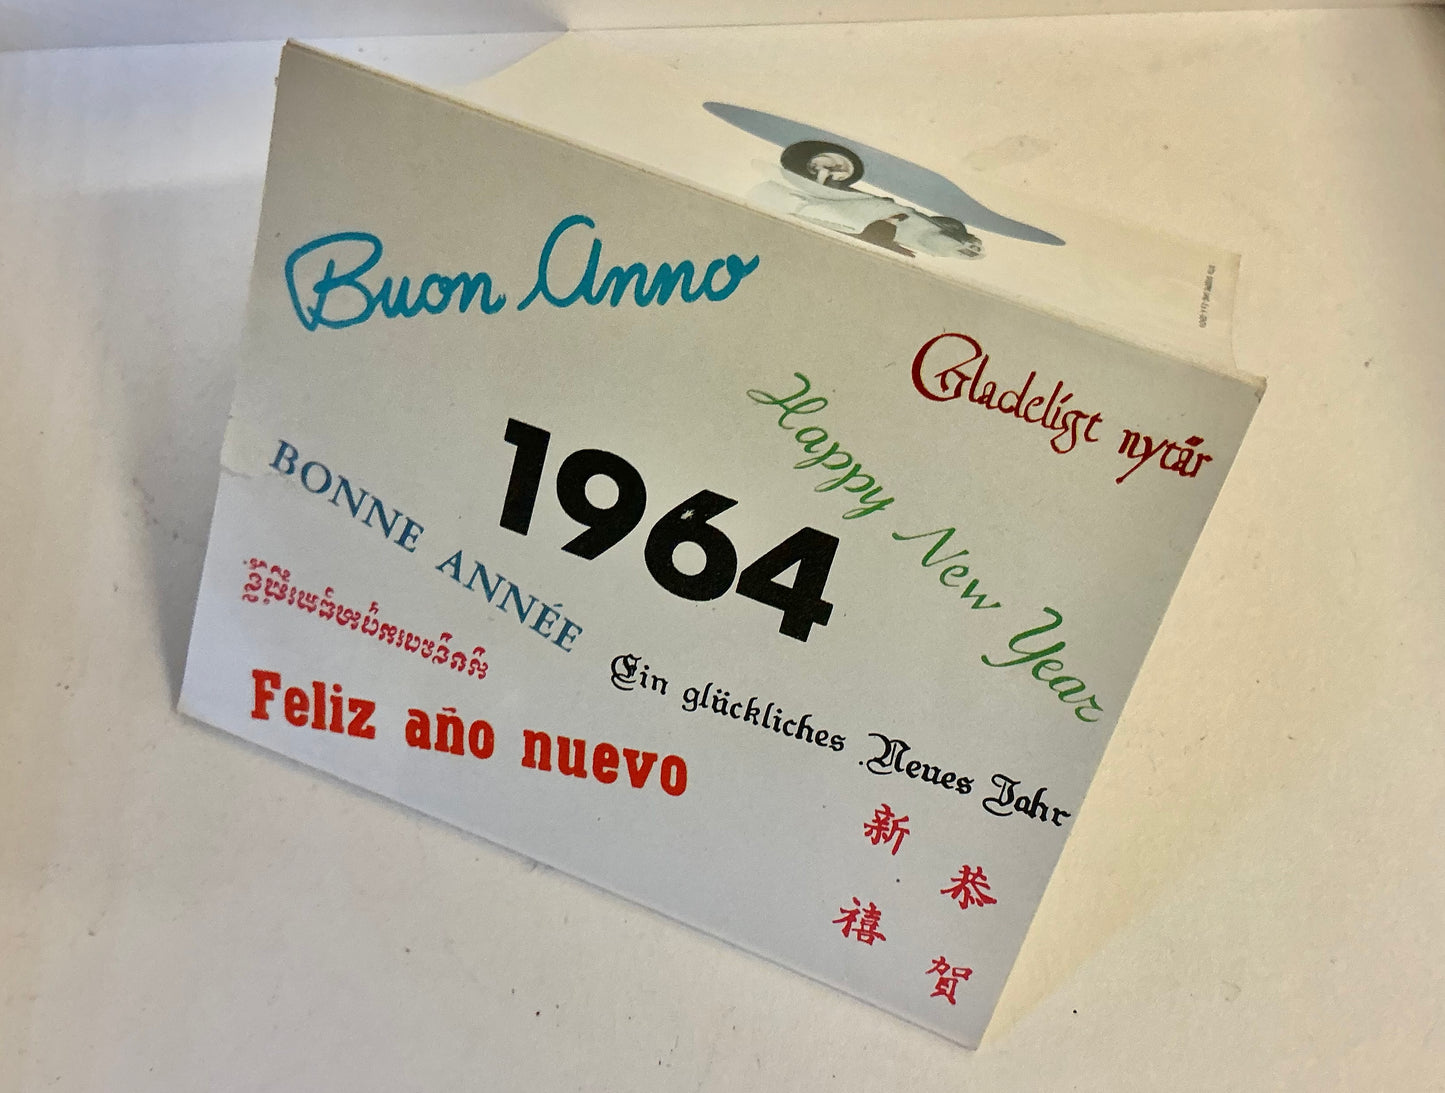 Buon Anno
Gladeligt nytår
Happy New Year
1964
BONNE ANNÉE
Feliz año nuevo
Ein glückliches Neues Jahr
恭賀
新禧